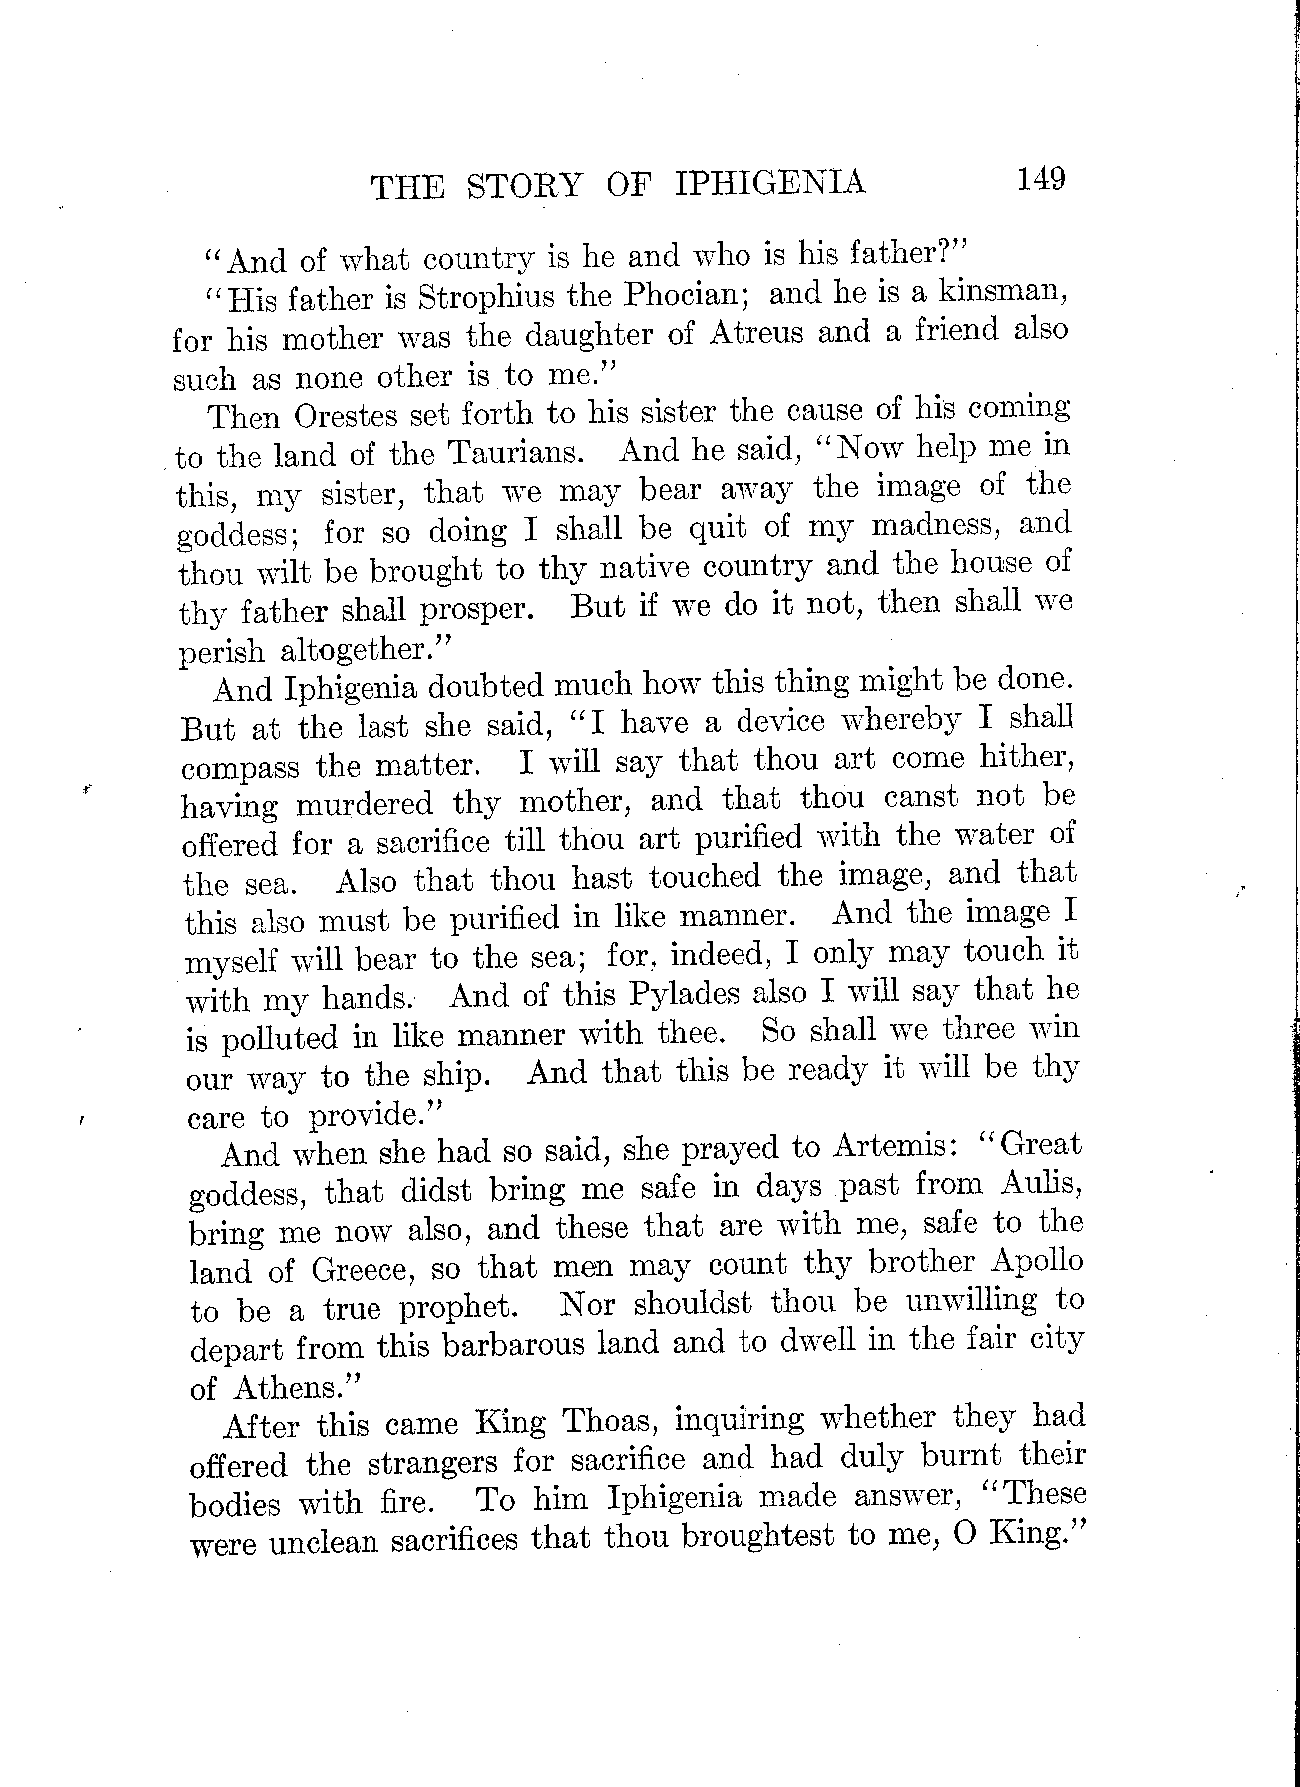 THE STORY OF IPHIGENIA 149
"And of what country is he and who is his father?"
"His father is Strophius the Phocian; and he is a kinsman,
for his mother was the daughter of Atreus and a friend also
such as none other is to me."
Then Orestes set forth to his sister the cause of his coming
to the land of the Taurians. And he said, "Now help me in
this, my sister, that we may bear away the image of the
goddess; for so doing I shall be quit of my madness, and
thou wilt be brought to thy native country and the house of
thy father shall prosper. But if we do it not, then shall we
perish altogether."
And Iphigenia doubted much how this thing might be done.
But at the last she said, "I have a device whereby I shall
compass the matter. I will say that thou art come hither,
having murdered thy mother, and that thou canst not be
offered for a sacrifice till thou art purified with the water of
the sea. Also that thou hast touched the image, and that
this also must be purified in like manner. And the image I
myself will bear to the sea; for, indeed, I only may touch it
with my hands. And of this Pylades also I will say that he
is polluted in like manner with thee. So shall we three win
our way to the ship. And that this be ready it will be thy
care to provide."
And when she had so said, she prayed to Artemis: "Great
goddess, that didst bring me safe in days past from Aulis,
bring me now also, and these that are with me, safe to the
land of Greece, so that men may count thy brother Apollo
to be a true prophet. Nor shouldst thou be unwilling to
depart from this barbarous land and to dwell in the fair city
of Athens."
After this came King Thoas, inquiring whether they had
offered the strangers for sacrifice and had duly burnt their
bodies with fire. To him Iphigenia made answer, "These
were unclean sacrifices that thou broughtest to me, O King."